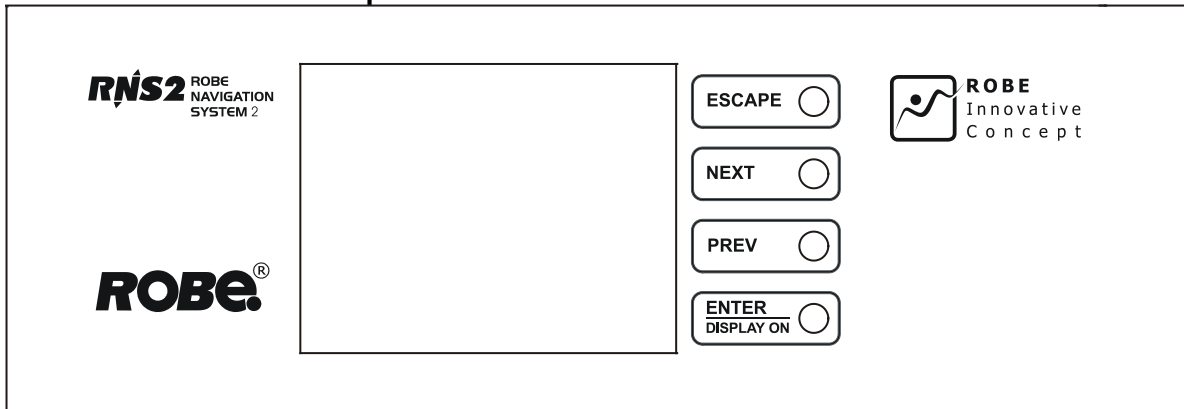 RNS2 ROBE
NAVIGATION
SYSTEM 2
ROBE®
ESCAPE
NEXT
PREV
ENTER
DISPLAY ON
ROBE
Innovative
Concept